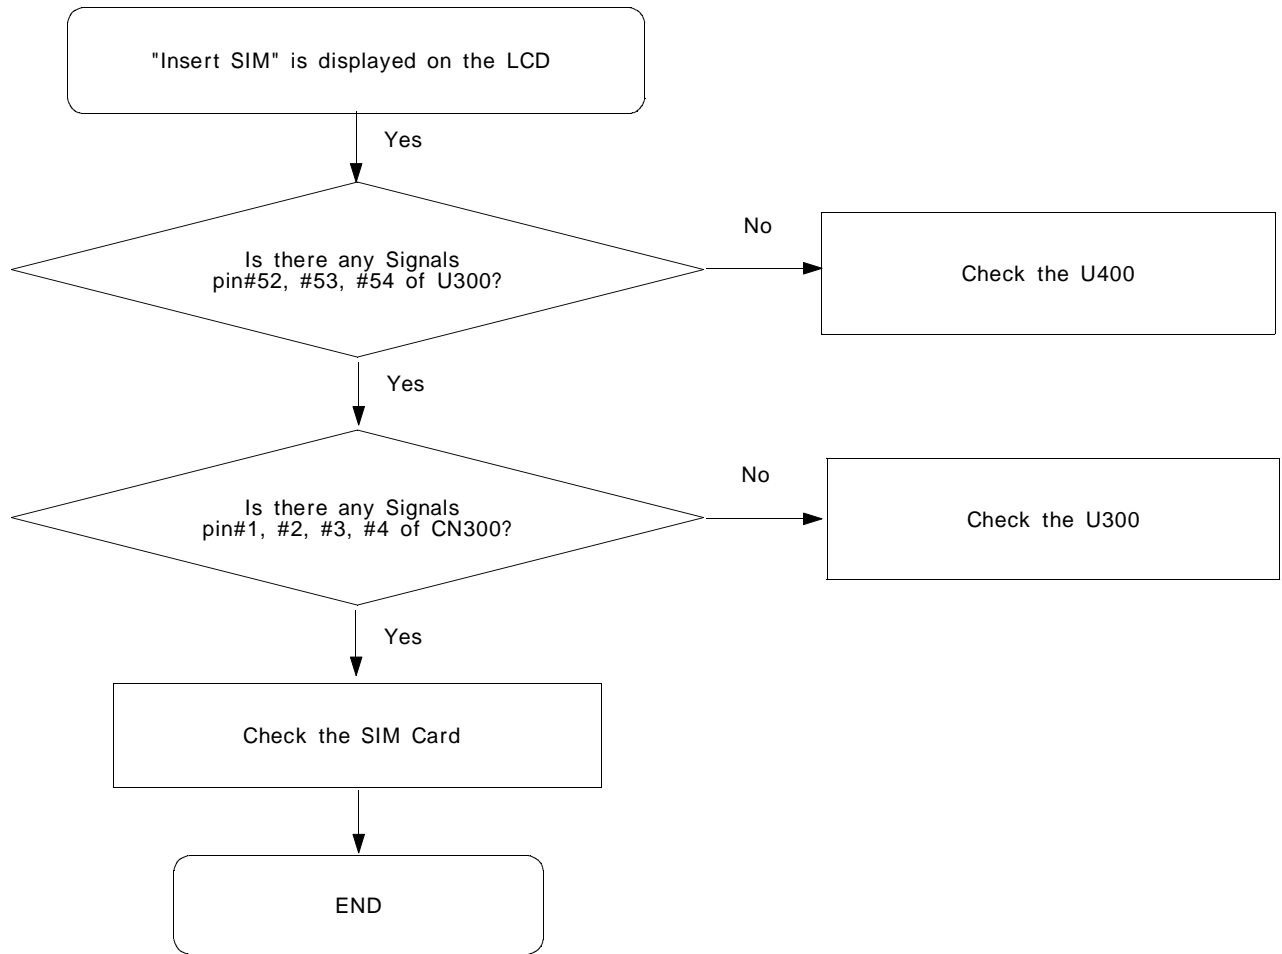 "Insert SIM" is displayed on the LCD
Yes
Is there any Signals
pin#52, #53, #54 of U300?
No
Check the U400
Yes
Is there any Signals
pin#1, #2, #3, #4 of CN300?
No
Check the U300
Yes
Check the SIM Card
END